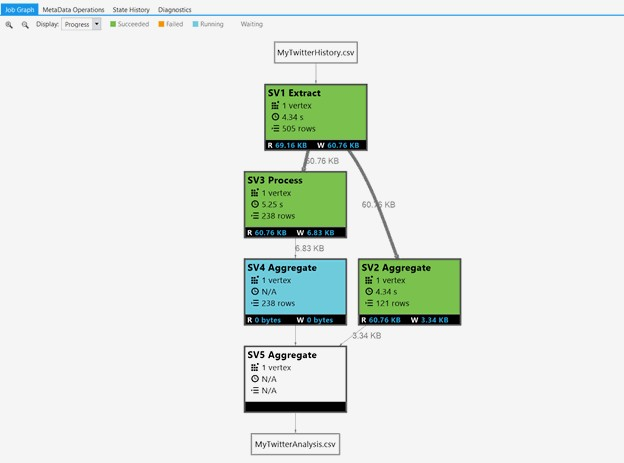 Job Graph MetaData Operations State History Diagnostics
Display: Progress Succeeded Failed Running Waiting
MyTwitterHistory.csv
SV1 Extract
1 vertex
4.34 s
505 rows
R 69.16 KB W 60.76 KB
60.76 KB
SV3 Process
1 vertex
5.25 s
238 rows
R 60.76 KB W 6.83 KB
60.76 KB
6.83 KB
SV4 Aggregate
1 vertex
N/A
238 rows
R 0 bytes W 0 bytes
SV2 Aggregate
1 vertex
4.34 s
121 rows
R 60.76 KB W 3.34 KB
3.34 KB
SV5 Aggregate
1 vertex
N/A
N/A
MyTwitterAnalysis.csv